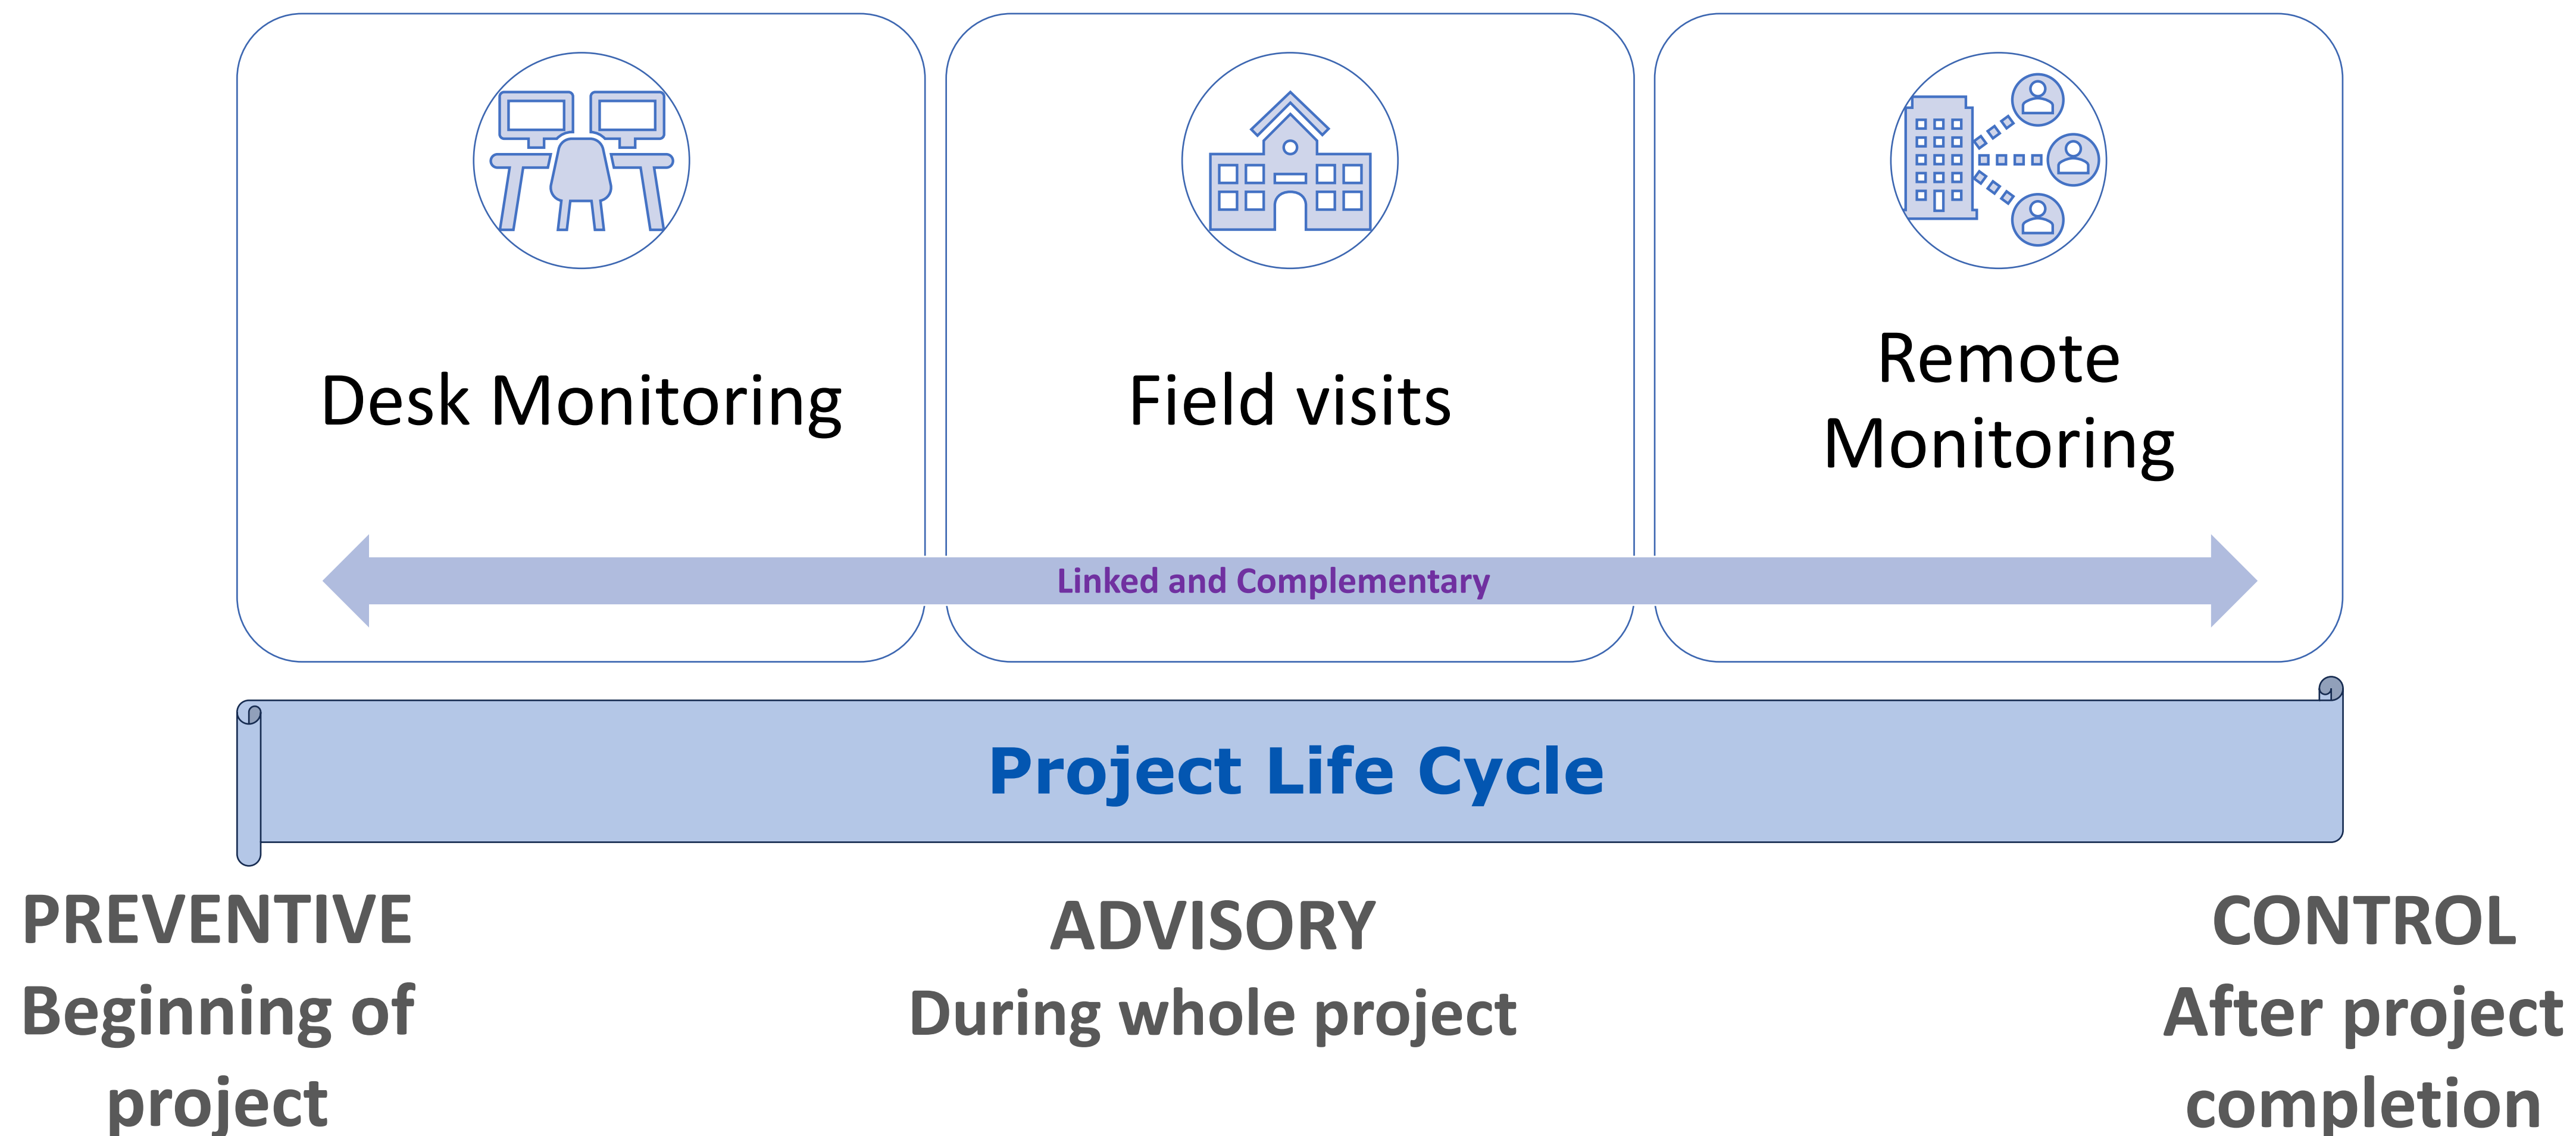 Desk Monitoring
Field visits
Remote
Monitoring
Linked and Complementary
Project Life Cycle
PREVENTIVE
Beginning of
project
ADVISORY
During whole project
CONTROL
After project
completion